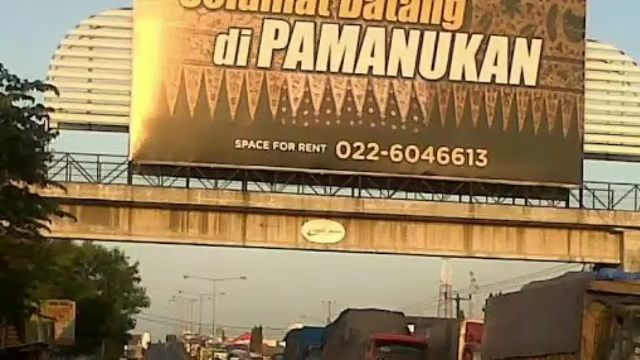 Selamat Datang
di PAMANUKAN
SPACE FOR RENT 022-6046613